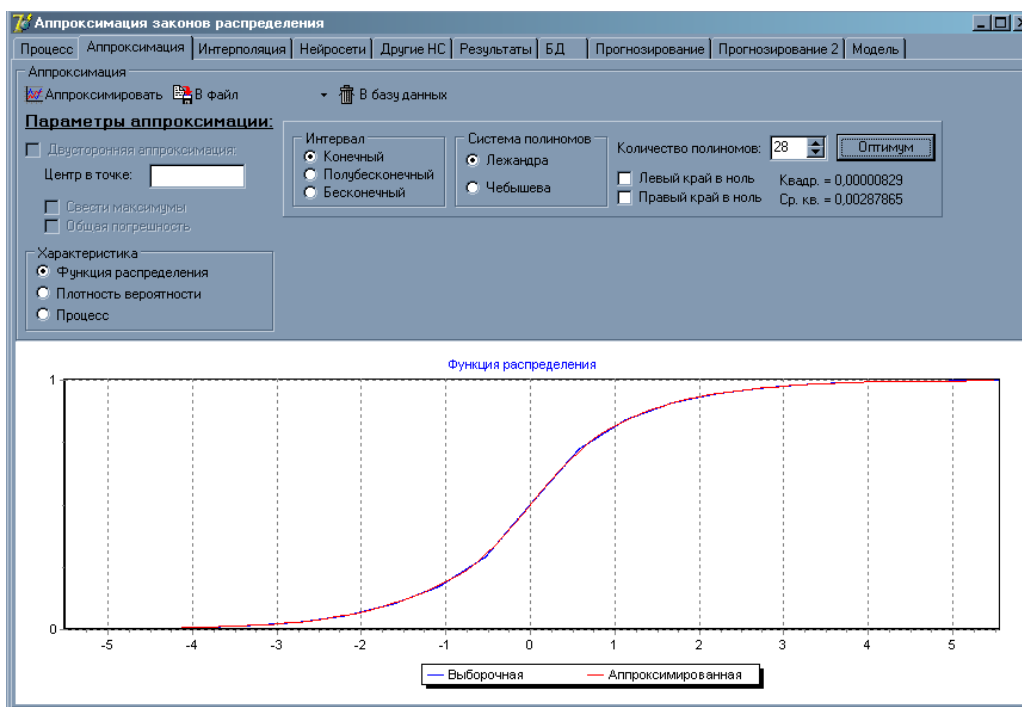 Аппроксимация законов распределения
Процесс Аппроксимация Интерполяция Нейросети Другие НС Результаты БД Прогнозирование Прогнозирование 2 Модель
Аппроксимация
Аппроксимировать В файл В базу данных
Параметры аппроксимации:
Двусторонняя аппроксимация:
Центр в точке:
Свести максимумы
Общая погрешность
Интервал
Конечный
Полубесконечный
Бесконечный
Система полиномов
Лежандра
Чебышева
Количество полиномов: 28 Оптимум
Левый край в ноль Квадр. = 0,00000829
Правый край в ноль Ср. кв. = 0,00287865
Характеристика
Функция распределения
Плотность вероятности
Процесс
Функция распределения
1
0
-5 -4 -3 -2 -1 0 1 2 3 4 5
Выборочная Аппроксимированная